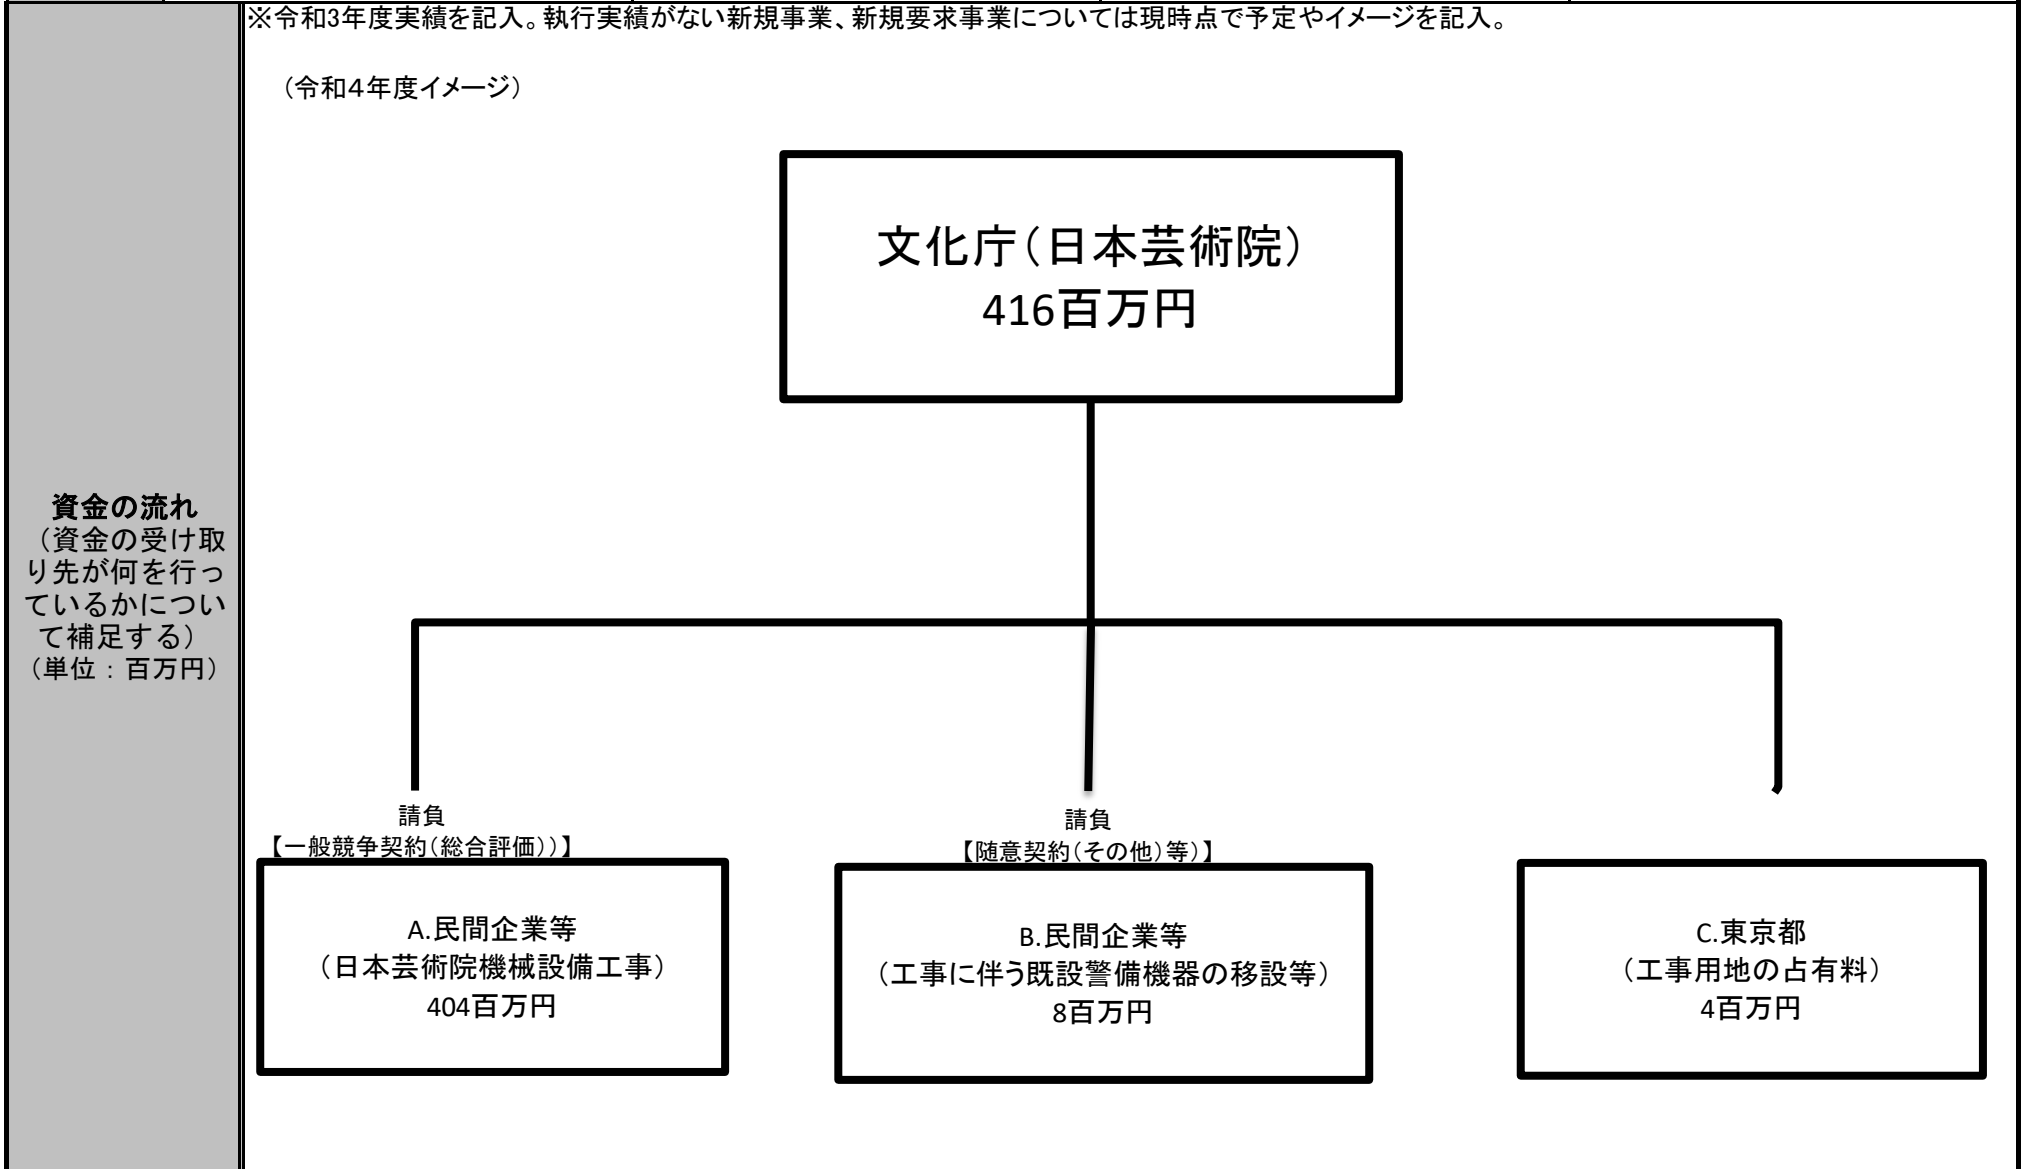 ※令和3年度実績を記入。執行実績がない新規事業、新規要求事業については現時点で予定やイメージを記入。
（令和４年度イメージ）
文化庁（日本芸術院）
416百万円
資金の流れ
（資金の受け取
り先が何を行っ
ているかについ
て補足する）
（単位：百万円）
請負
【一般競争契約（総合評価））】
A.民間企業等
（日本芸術院機械設備工事）
404百万円
請負
【随意契約（その他）等）】
B.民間企業等
（工事に伴う既設警備機器の移設等）
8百万円
C.東京都
（工事用地の占有料）
4百万円